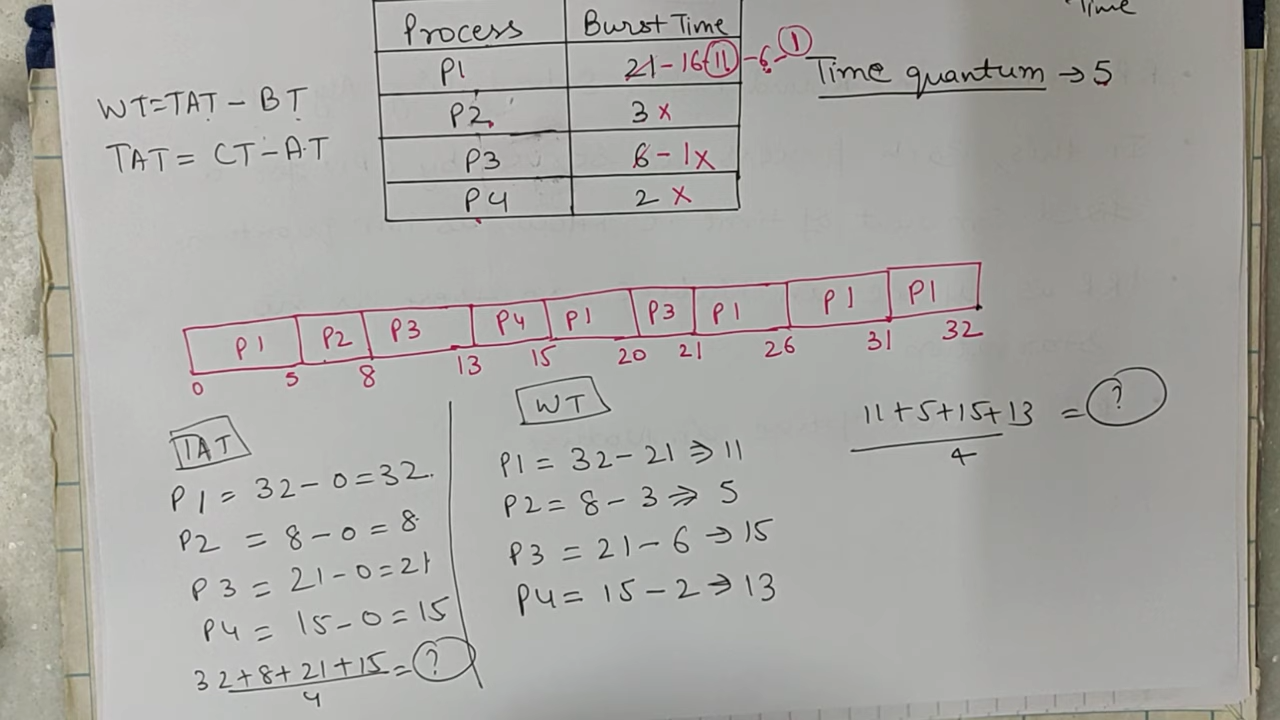 Time
Process Burst Time
P1 21-16-11-6-1
Time quantum → 5
P2 3 x
P3 6-1x
P4 2 x
WT=TAT-BT
TAT= CT-A.T
P1 P2 P3 P4 P1 P3 P1 P1 P1
0 5 8 13 15 20 21 26 31 32
TAT
P1 = 32-0=32.
P2 = 8-0=8
P3 = 21-0=21
P4 = 15-0=15
32+8+21+15 = ?
4
WT
P1 = 32-21 ⇒ 11
P2 = 8-3 ⇒ 5
P3 = 21-6 → 15
P4 = 15-2 ⇒ 13
11+5+15+13 = ?
4